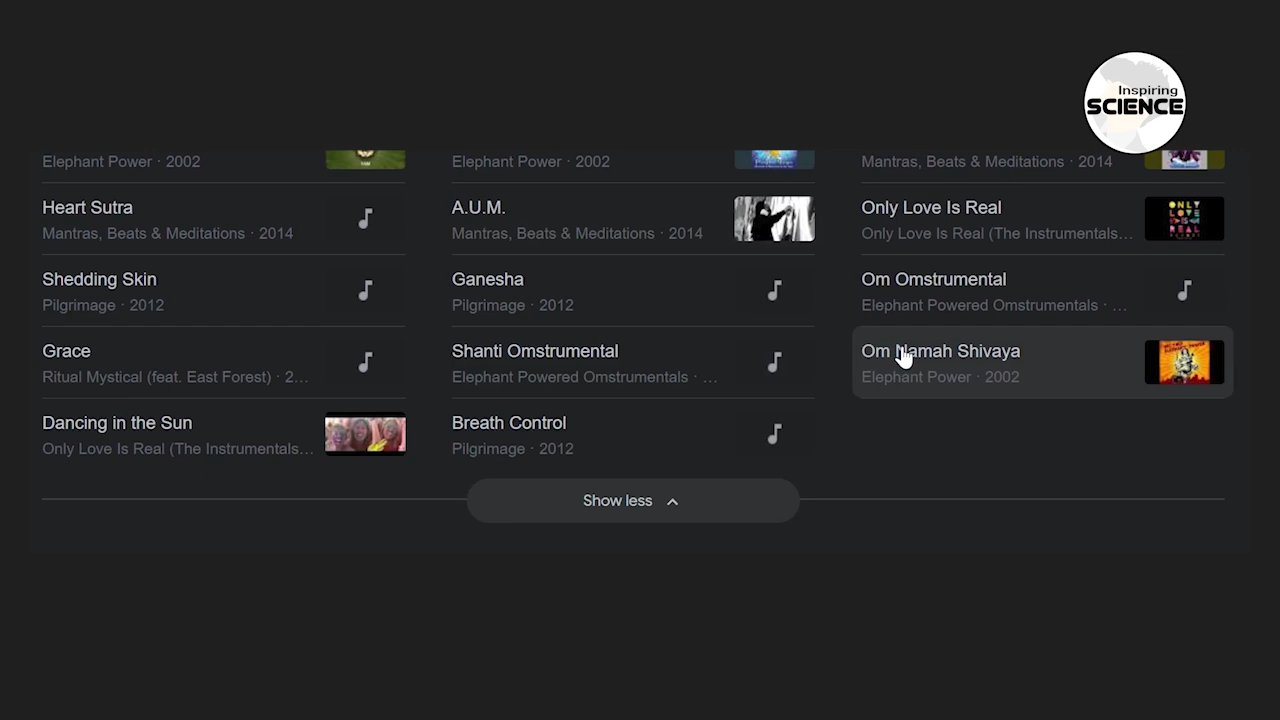 Inspiring
SCIENCE
Elephant Power · 2002
Elephant Power · 2002
Mantras, Beats & Meditations · 2014
Heart Sutra
Mantras, Beats & Meditations · 2014
A.U.M.
Mantras, Beats & Meditations · 2014
Only Love Is Real
Only Love Is Real (The Instrumentals...
ONLY
LOVE
IS
REAL
Shedding Skin
Pilgrimage · 2012
Ganesha
Pilgrimage · 2012
Om Omstrumental
Elephant Powered Omstrumentals · ...
Grace
Ritual Mystical (feat. East Forest) · 2...
Shanti Omstrumental
Elephant Powered Omstrumentals · ...
Om Namah Shivaya
Elephant Power · 2002
Dancing in the Sun
Only Love Is Real (The Instrumentals...
Breath Control
Pilgrimage · 2012
Show less